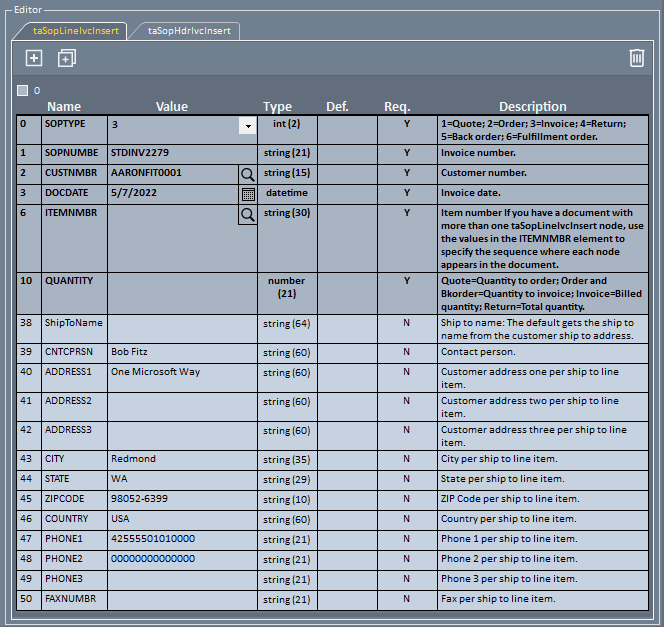 Editor
taSopLineIvcInsert taSopHdrIvcInsert
0
Name Value Type Def. Req. Description
0 SOPTYPE 3 int (2) Y 1=Quote; 2=Order; 3=Invoice; 4=Return;
5=Back order; 6=Fulfillment order.
1 SOPNUMBE STDINV2279 string (21) Y Invoice number.
2 CUSTNMBR AARONFIT0001 string (15) Y Customer number.
3 DOCDATE 5/7/2022 datetime Y Invoice date.
6 ITEMNMBR string (30) Y Item number If you have a document with
more than one taSopLineIvcInsert node, use
the values in the ITEMNMBR element to
specify the sequence where each node
appears in the document.
10 QUANTITY number
(21) Y Quote=Quantity to order; Order and
Bkorder=Quantity to invoice; Invoice=Billed
quantity; Return=Total quantity.
38 ShipToName string (64) N Ship to name: The default gets the ship to
name from the customer ship to address.
39 CNTCPRSN Bob Fitz string (60) N Contact person.
40 ADDRESS1 One Microsoft Way string (60) N Customer address one per ship to line
item.
41 ADDRESS2 string (60) N Customer address two per ship to line
item.
42 ADDRESS3 string (60) N Customer address three per ship to line
item.
43 CITY Redmond string (35) N City per ship to line item.
44 STATE WA string (29) N State per ship to line item.
45 ZIPCODE 98052-6399 string (10) N ZIP Code per ship to line item.
46 COUNTRY USA string (60) N Country per ship to line item.
47 PHONE1 42555501010000 string (21) N Phone 1 per ship to line item.
48 PHONE2 00000000000000 string (21) N Phone 2 per ship to line item.
49 PHONE3 string (21) N Phone 3 per ship to line item.
50 FAXNUMBR string (21) N Fax per ship to line item.